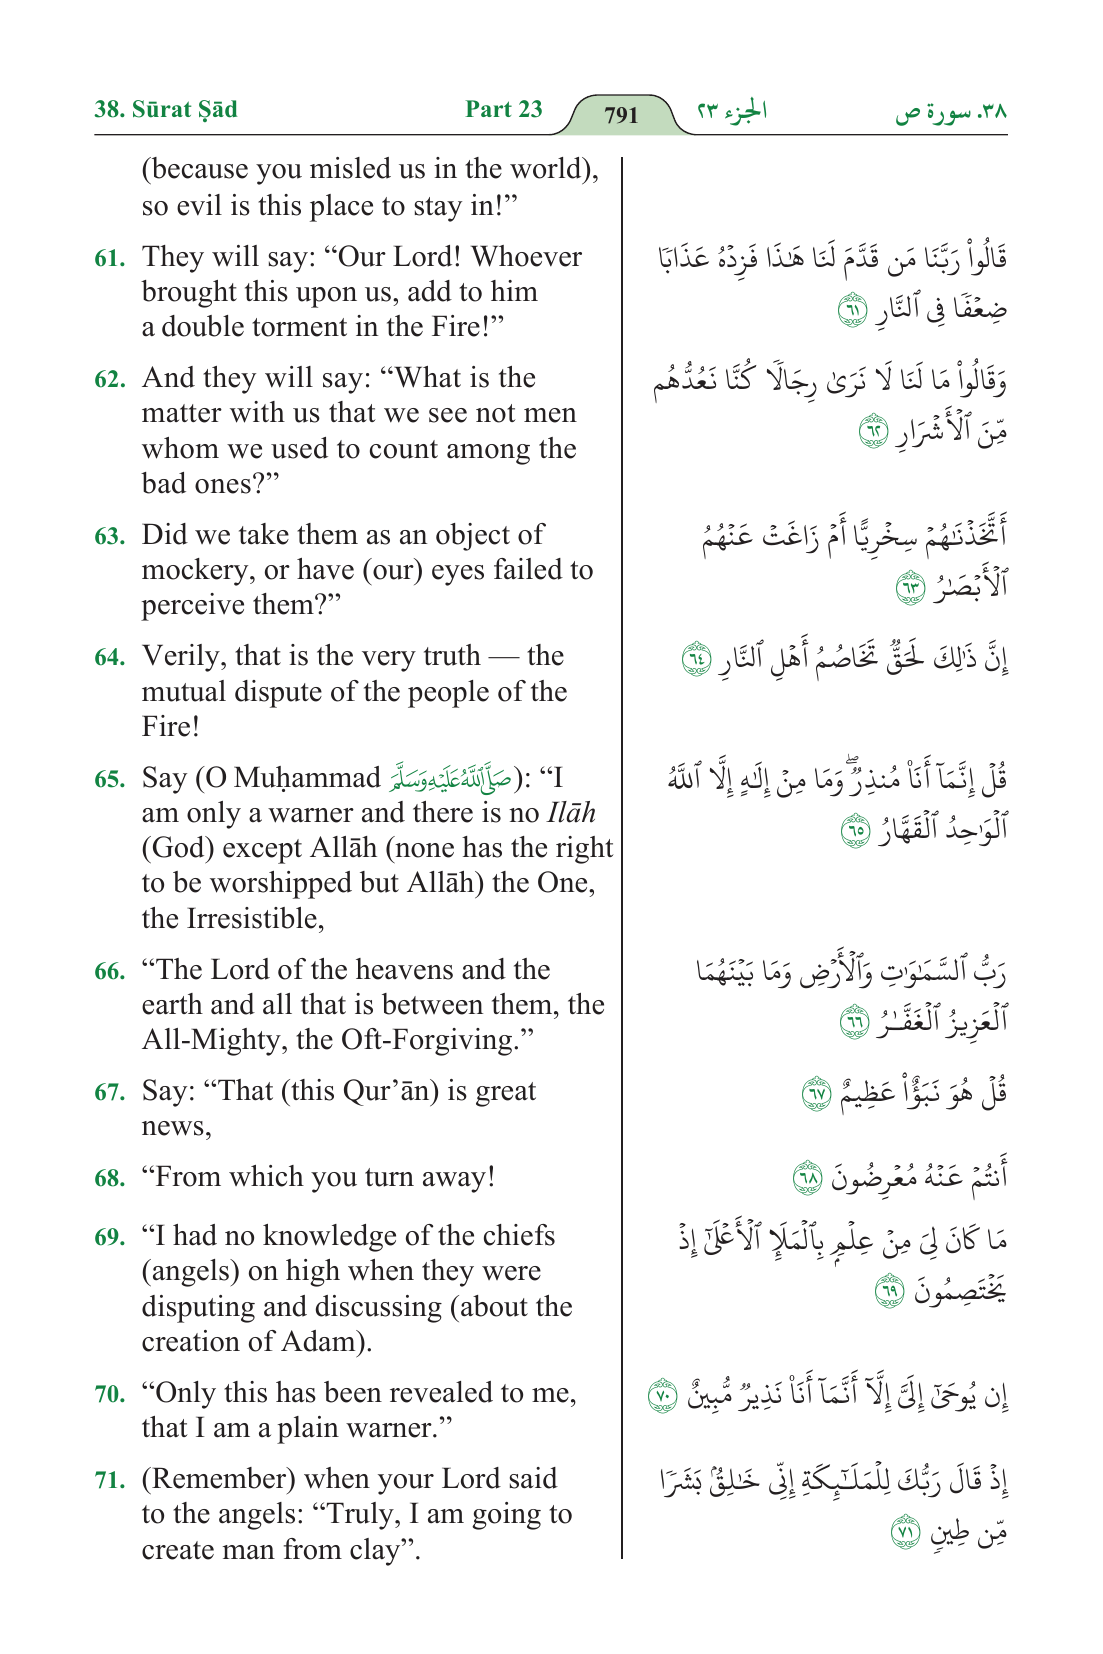 38. Sūrat Ṣād
Part 23
791
الجزء ٢٣
٣٨. سورة ص
(because you misled us in the world),
so evil is this place to stay in!”
61. They will say: “Our Lord! Whoever
brought this upon us, add to him
a double torment in the Fire!”
62. And they will say: “What is the
matter with us that we see not men
whom we used to count among the
bad ones?”
63. Did we take them as an object of
mockery, or have (our) eyes failed to
perceive them?”
64. Verily, that is the very truth — the
mutual dispute of the people of the
Fire!
65. Say (O Muḥammad صَلَّى اللَّهُ عَلَيْهِ وَسَلَّمَ): “I
am only a warner and there is no Ilāh
(God) except Allāh (none has the right
to be worshipped but Allāh) the One,
the Irresistible,
66. “The Lord of the heavens and the
earth and all that is between them, the
All-Mighty, the Oft-Forgiving.”
67. Say: “That (this Qur’ān) is great
news,
68. “From which you turn away!
69. “I had no knowledge of the chiefs
(angels) on high when they were
disputing and discussing (about the
creation of Adam).
70. “Only this has been revealed to me,
that I am a plain warner.”
71. (Remember) when your Lord said
to the angels: “Truly, I am going to
create man from clay”.
قَالُواْ رَبَّنَا مَن قَدَّمَ لَنَا هَٰذَا فَزِدْهُ عَذَابٗا
ضِعۡفٗا فِي ٱلنَّارِ ٦١
وَقَالُواْ مَا لَنَا لَا نَرَىٰ رِجَالٗا كُنَّا نَعُدُّهُم
مِّنَ ٱلۡأَشۡرَارِ ٦٢
أَتَّخَذۡنَٰهُمۡ سِخۡرِيًّا أَمۡ زَاغَتۡ عَنۡهُمُ
ٱلۡأَبۡصَٰرُ ٦٣
إِنَّ ذَٰلِكَ لَحَقّٞ تَخَاصُمُ أَهۡلِ ٱلنَّارِ ٦٤
قُلۡ إِنَّمَآ أَنَا۠ مُنذِرٞۖ وَمَا مِنۡ إِلَٰهٍ إِلَّا ٱللَّهُ
ٱلۡوَٰحِدُ ٱلۡقَهَّارُ ٦٥
رَبُّ ٱلسَّمَٰوَٰتِ وَٱلۡأَرۡضِ وَمَا بَيۡنَهُمَا
ٱلۡعَزِيزُ ٱلۡغَفَّٰرُ ٦٦
قُلۡ هُوَ نَبَؤٌاْ عَظِيمٌ ٦٧
أَنتُمۡ عَنۡهُ مُعۡرِضُونَ ٦٨
مَا كَانَ لِيَ مِنۡ عِلۡمِۭ بِٱلۡمَلَإِ ٱلۡأَعۡلَىٰٓ إِذۡ
يَخۡتَصِمُونَ ٦٩
إِن يُوحَىٰٓ إِلَيَّ إِلَّآ أَنَّمَآ أَنَا۠ نَذِيرٞ مُّبِينٌ ٧٠
إِذۡ قَالَ رَبُّكَ لِلۡمَلَٰٓئِكَةِ إِنِّي خَٰلِقُۢ بَشَرٗا
مِّن طِينٖ ٧١